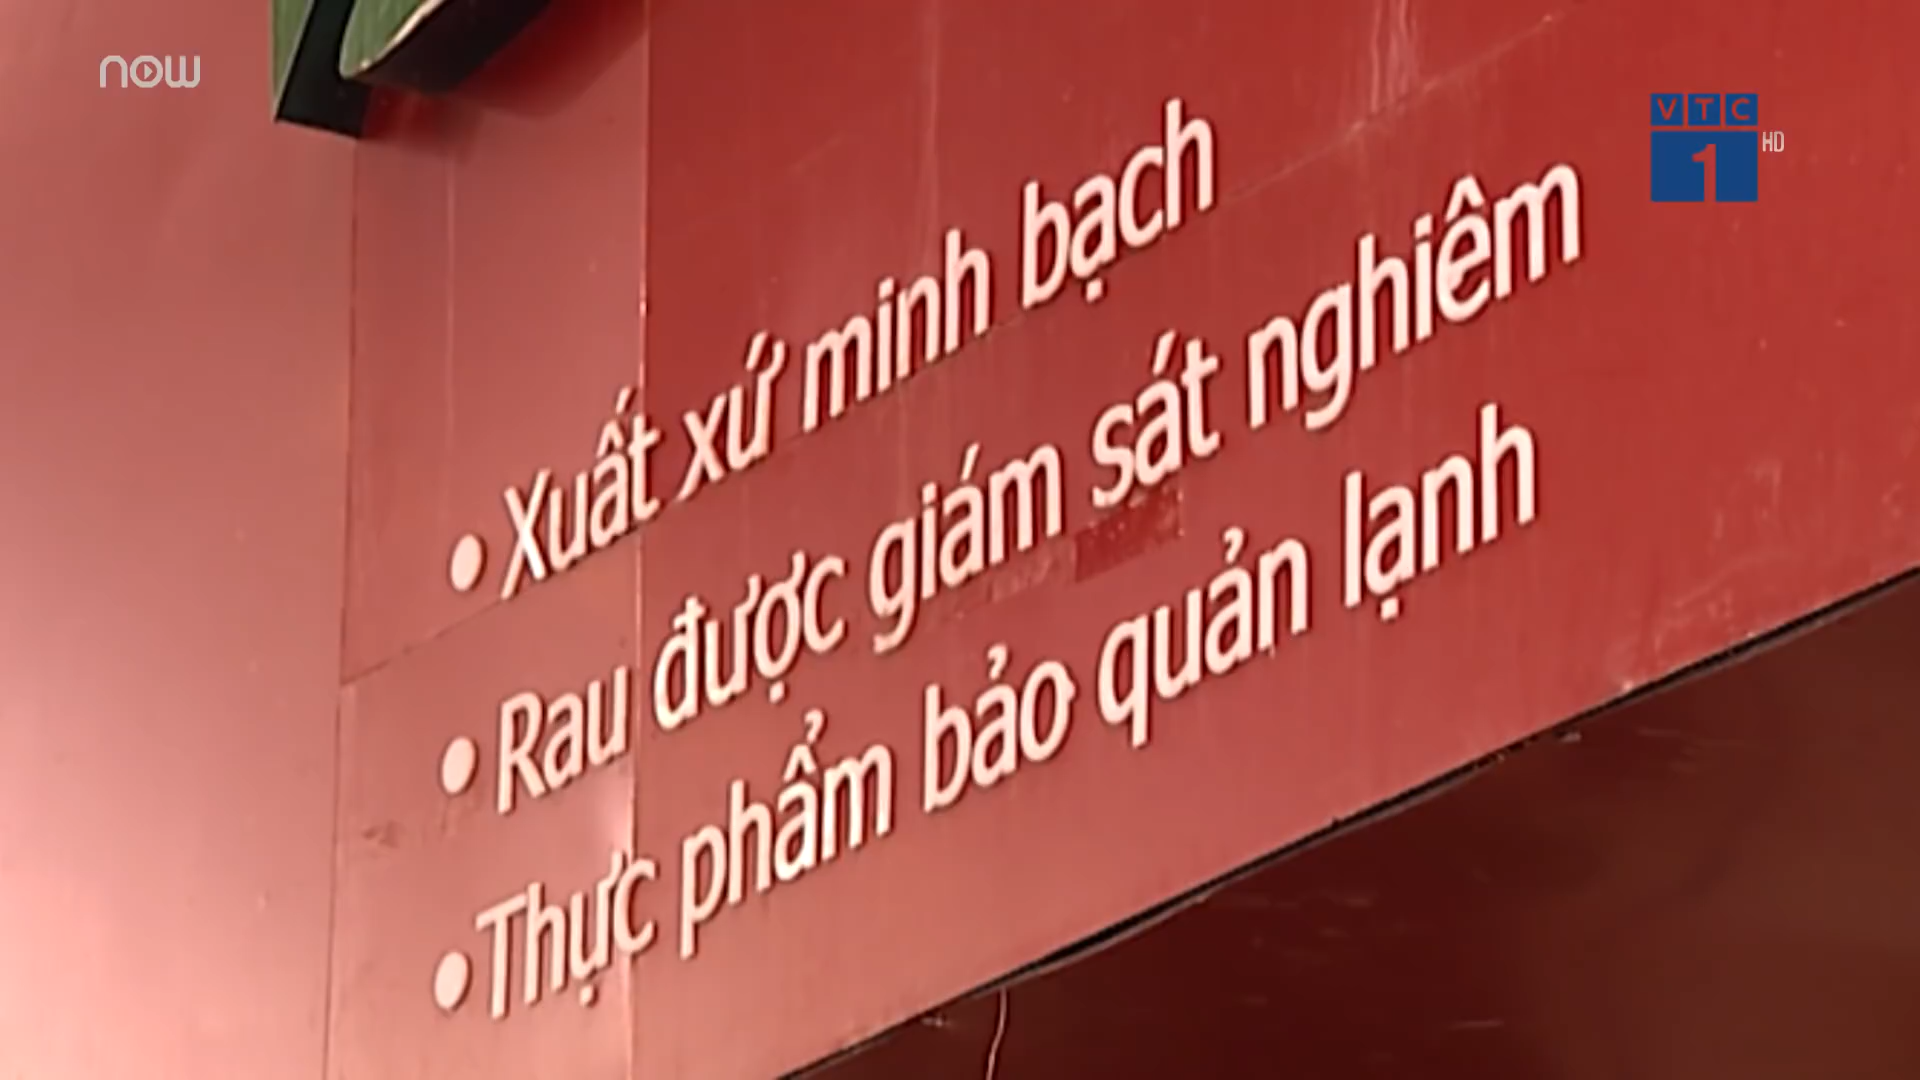 now
VTC
1 HD
• Xuất xứ minh bạch
• Rau được giám sát nghiêm
• Thực phẩm bảo quản lạnh